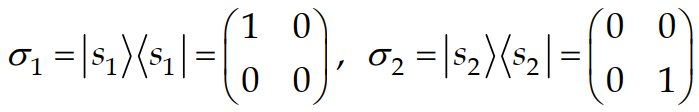 σ₁ = |s₁⟩⟨s₁| = (1 0; 0 0), σ₂ = |s₂⟩⟨s₂| = (0 0; 0 1)